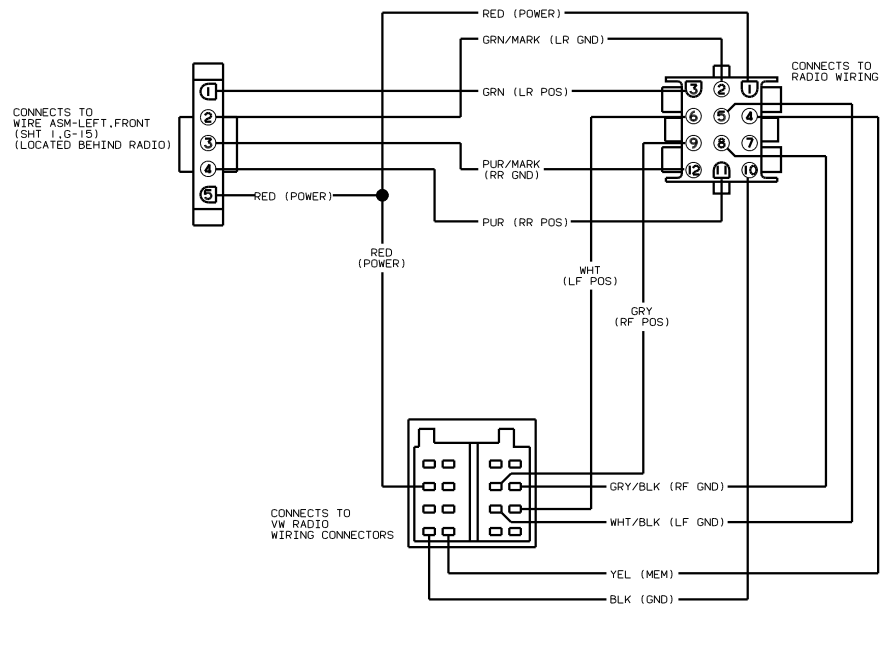 RED (POWER)
GRN/MARK (LR GND)
CONNECTS TO
RADIO WIRING
GRN (LR POS)
1
2
3
4
5
3 2 1
6 5 4
9 8 7
12 11 10
CONNECTS TO
WIRE ASM-LEFT,FRONT
(SHT 1,G-15)
(LOCATED BEHIND RADIO)
PUR/MARK
(RR GND)
RED (POWER)
PUR (RR POS)
RED
(POWER)
WHT
(LF POS)
GRY
(RF POS)
GRY/BLK (RF GND)
CONNECTS TO
VW RADIO
WIRING CONNECTORS
WHT/BLK (LF GND)
YEL (MEM)
BLK (GND)